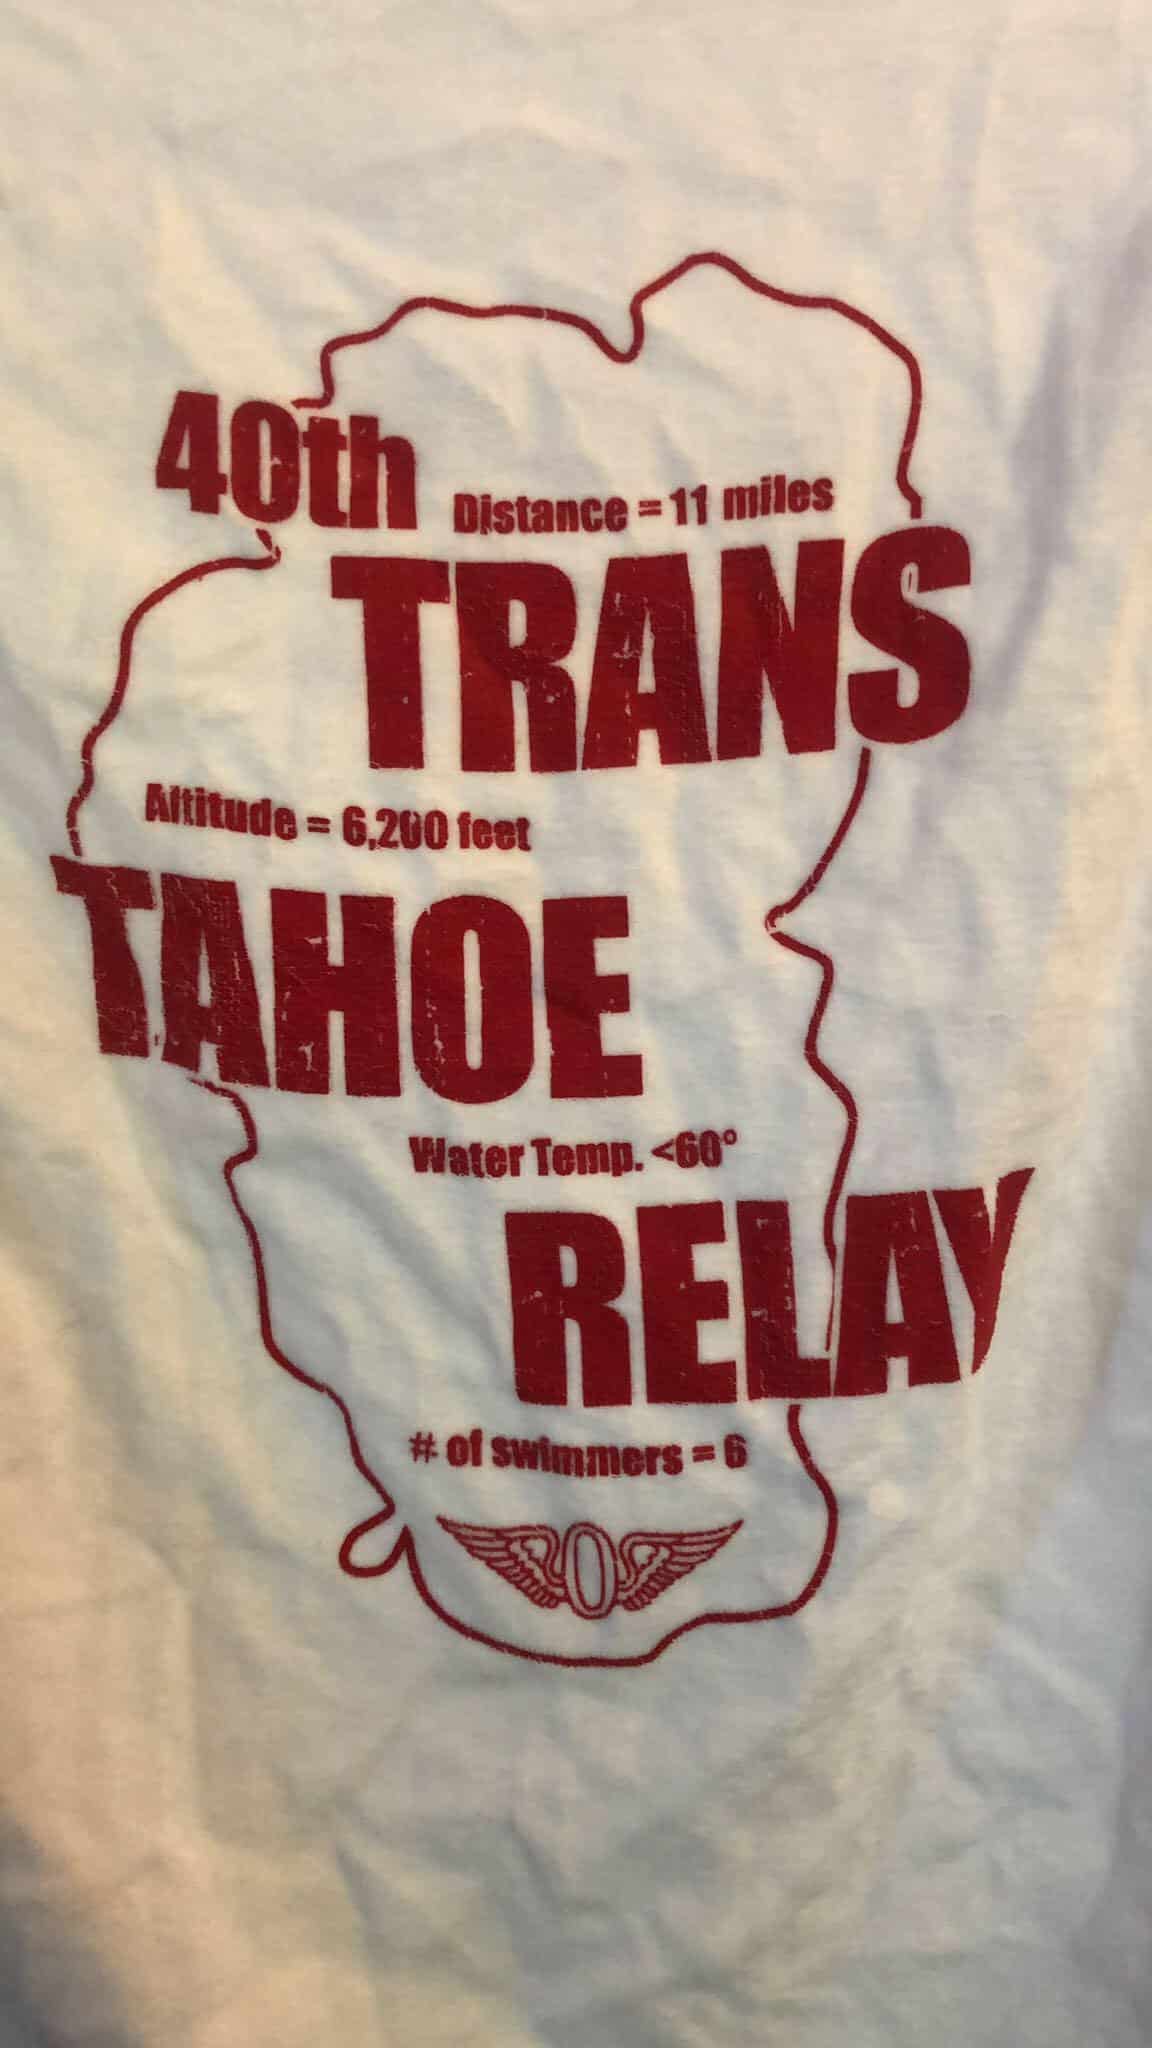 40th
Distance = 11 miles
TRANS
Altitude = 6,200 feet
TAHOE
Water Temp. <60°
RELAY
# of swimmers = 6
O